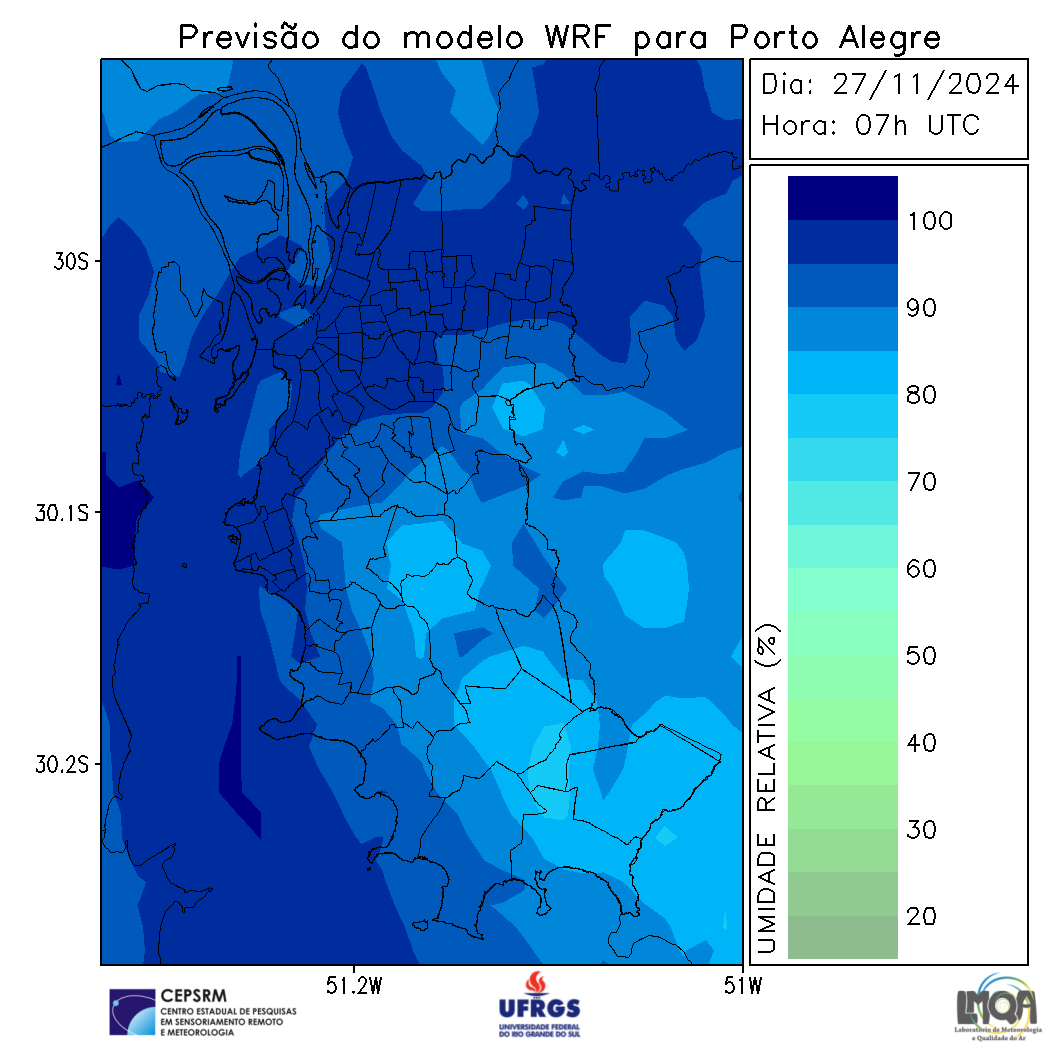 Previsão do modelo WRF para Porto Alegre
Dia: 27/11/2024
Hora: 07h UTC
30S
30.1S
30.2S
51.2W
51W
100
90
80
70
60
50
40
30
20
UMIDADE RELATIVA (%)
CEPSRM
CENTRO ESTADUAL DE PESQUISAS
EM SENSORIAMENTO REMOTO
E METEOROLOGIA
UFRGS
UNIVERSIDADE FEDERAL
DO RIO GRANDE DO SUL
LMQA
Laboratório de Meteorologia
e Qualidade do Ar